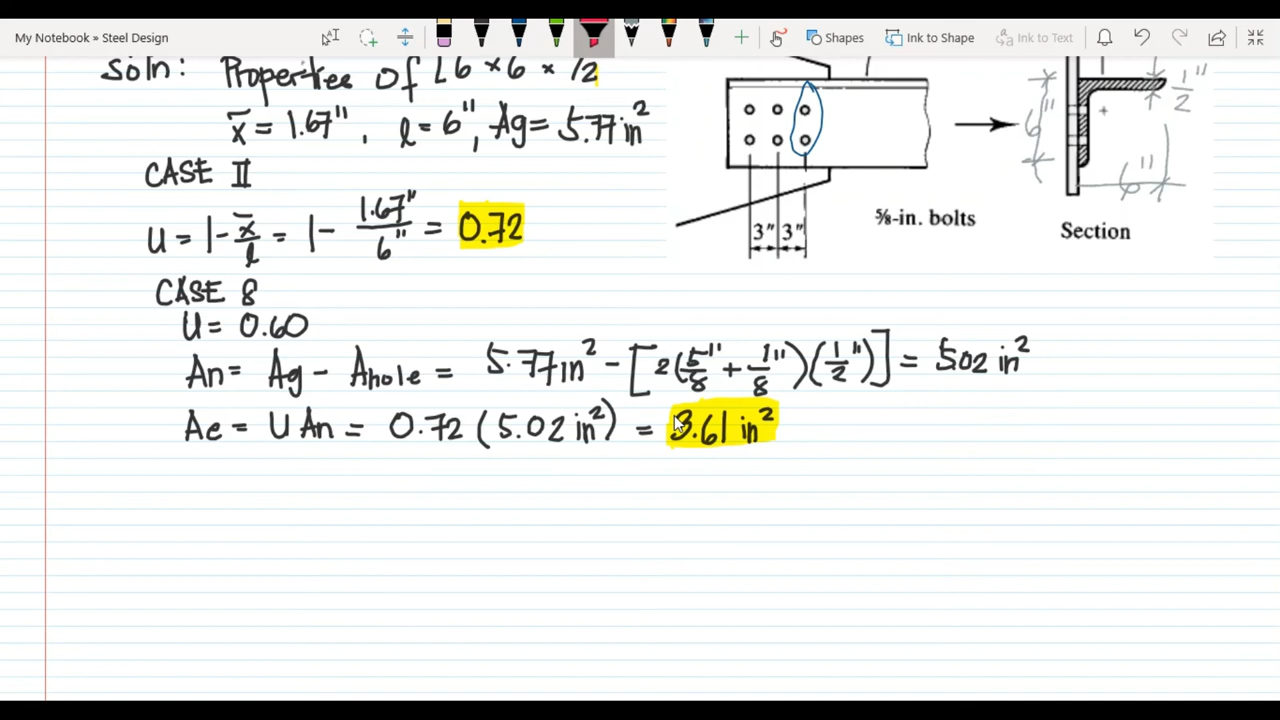 My Notebook » Steel Design
Shapes
Ink to Shape
Ink to Text
Soln: Properties of L6 × 6 × 1/2
x̄ = 1.67", l = 6", Ag = 5.77 in²
CASE II
U = 1 - x̄/l = 1 - 1.67"/6" = 0.72
CASE 8
U = 0.60
An = Ag - Ahole = 5.77in² - [2(5/8" + 1/8")(1/2")] = 5.02 in²
Ae = U An = 0.72 (5.02 in²) = 3.61 in²
3" 3"
⅝-in. bolts
6"
1/2"
6"
Section